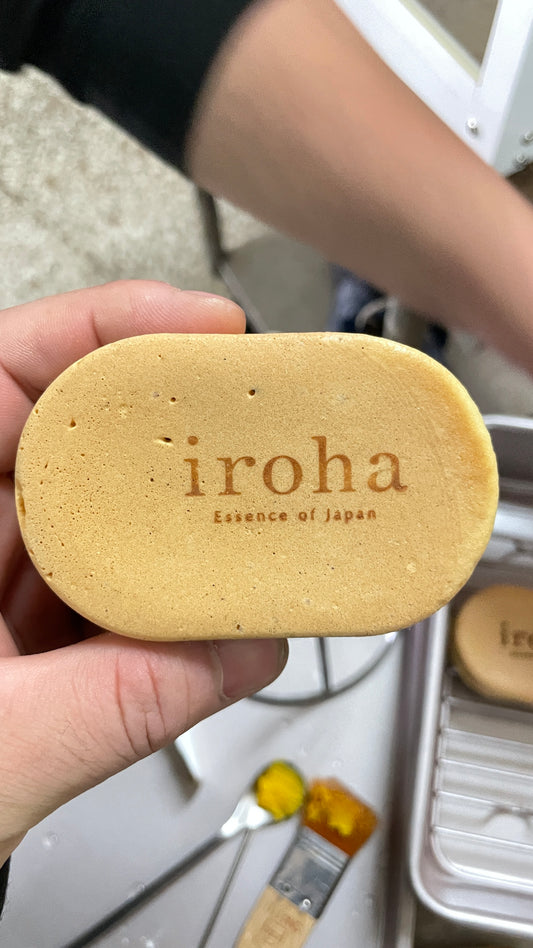 iroha
Essence of Japan